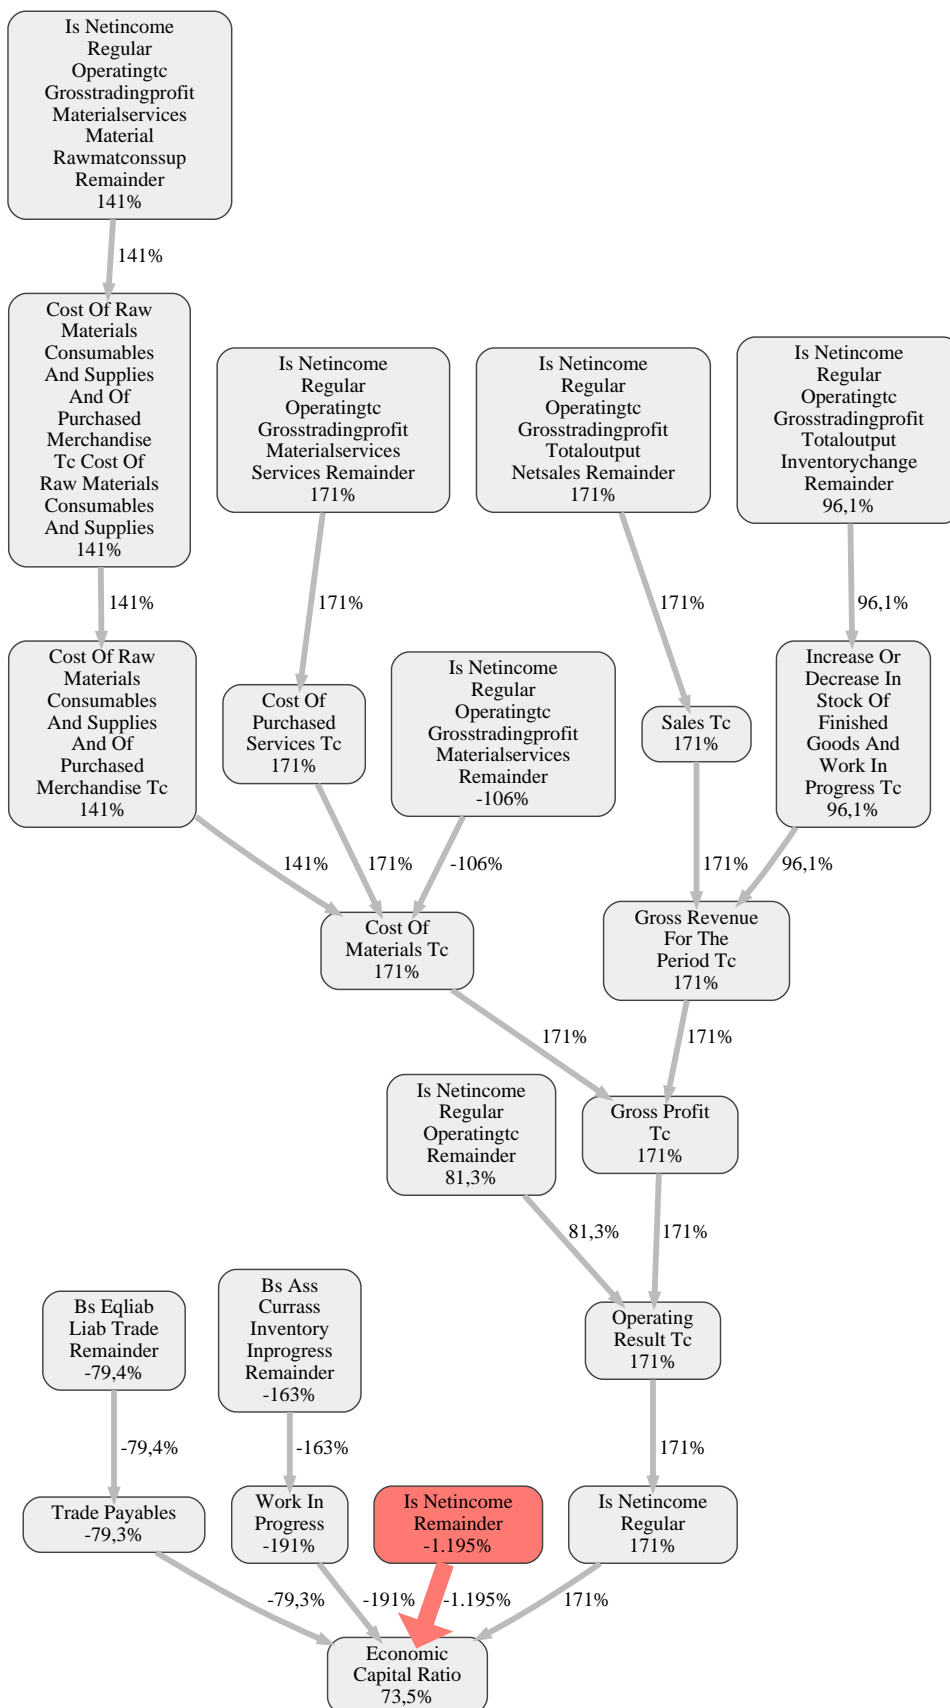 Is Netincome
Regular
Operatingtc
Grosstradingprofit
Materialservices
Material
Rawmatconssup
Remainder
141%
141%
Cost Of Raw
Materials
Consumables
And Supplies
And Of
Purchased
Merchandise
Tc Cost Of
Raw Materials
Consumables
And Supplies
141%
Is Netincome
Regular
Operatingtc
Grosstradingprofit
Materialservices
Services Remainder
171%
Is Netincome
Regular
Operatingtc
Grosstradingprofit
Totaloutput
Netsales Remainder
171%
Is Netincome
Regular
Operatingtc
Grosstradingprofit
Totaloutput
Inventorychange
Remainder
96,1%
141%
171%
171%
96,1%
Cost Of Raw
Materials
Consumables
And Supplies
And Of
Purchased
Merchandise Tc
141%
Cost Of
Purchased
Services Tc
171%
Is Netincome
Regular
Operatingtc
Grosstradingprofit
Materialservices
Remainder
-106%
Sales Tc
171%
Increase Or
Decrease In
Stock Of
Finished
Goods And
Work In
Progress Tc
96,1%
141%
171%
-106%
171%
96,1%
Cost Of
Materials Tc
171%
Gross Revenue
For The
Period Tc
171%
171%
171%
Is Netincome
Regular
Operatingtc
Remainder
81,3%
Gross Profit
Tc
171%
81,3%
171%
Bs Eqliab
Liab Trade
Remainder
-79,4%
Bs Ass
Currass
Inventory
Inprogress
Remainder
-163%
Operating
Result Tc
171%
-79,4%
-163%
171%
Trade Payables
-79,3%
Work In
Progress
-191%
Is Netincome
Remainder
-1.195%
Is Netincome
Regular
171%
-79,3%
-191%
-1.195%
171%
Economic
Capital Ratio
73,5%